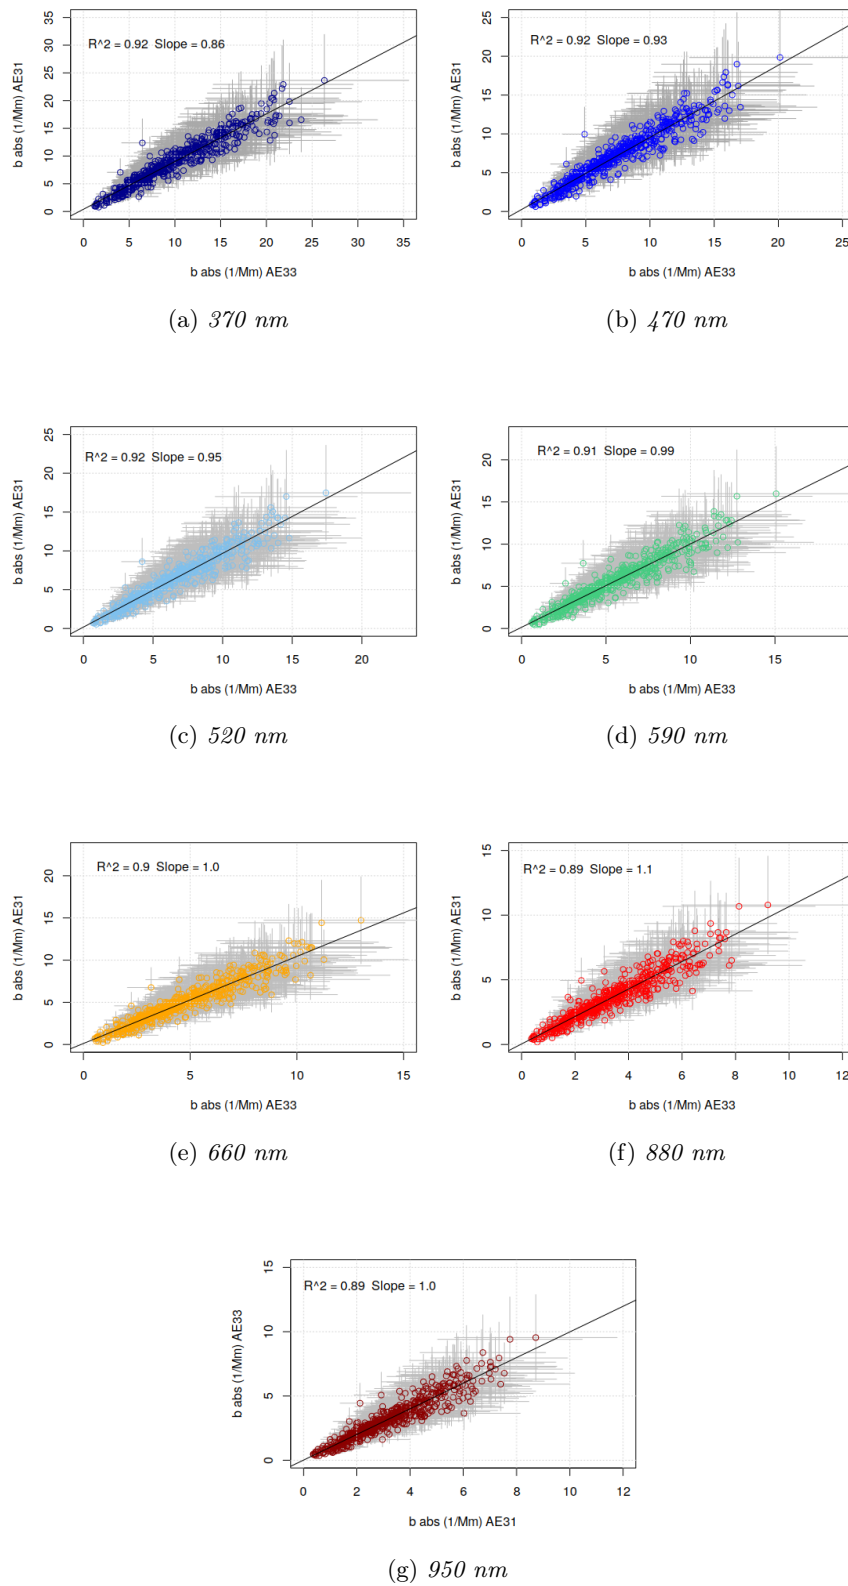 R^2 = 0.92 Slope = 0.86
b abs (1/Mm) AE31
0 5 10 15 20 25 30 35
0 5 10 15 20 25 30 35
b abs (1/Mm) AE33
(a) 370 nm
R^2 = 0.92 Slope = 0.93
b abs (1/Mm) AE31
0 5 10 15 20 25
0 5 10 15 20 25
b abs (1/Mm) AE33
(b) 470 nm
R^2 = 0.92 Slope = 0.95
b abs (1/Mm) AE31
0 5 10 15 20 25
0 5 10 15 20
b abs (1/Mm) AE33
(c) 520 nm
R^2 = 0.91 Slope = 0.99
b abs (1/Mm) AE31
0 5 10 15 20
0 5 10 15
b abs (1/Mm) AE33
(d) 590 nm
R^2 = 0.9 Slope = 1.0
b abs (1/Mm) AE31
0 5 10 15 20
0 5 10 15
b abs (1/Mm) AE33
(e) 660 nm
R^2 = 0.89 Slope = 1.1
b abs (1/Mm) AE31
0 5 10 15
0 2 4 6 8 10 12
b abs (1/Mm) AE33
(f) 880 nm
R^2 = 0.89 Slope = 1.0
b abs (1/Mm) AE33
0 5 10 15
0 2 4 6 8 10 12
b abs (1/Mm) AE31
(g) 950 nm